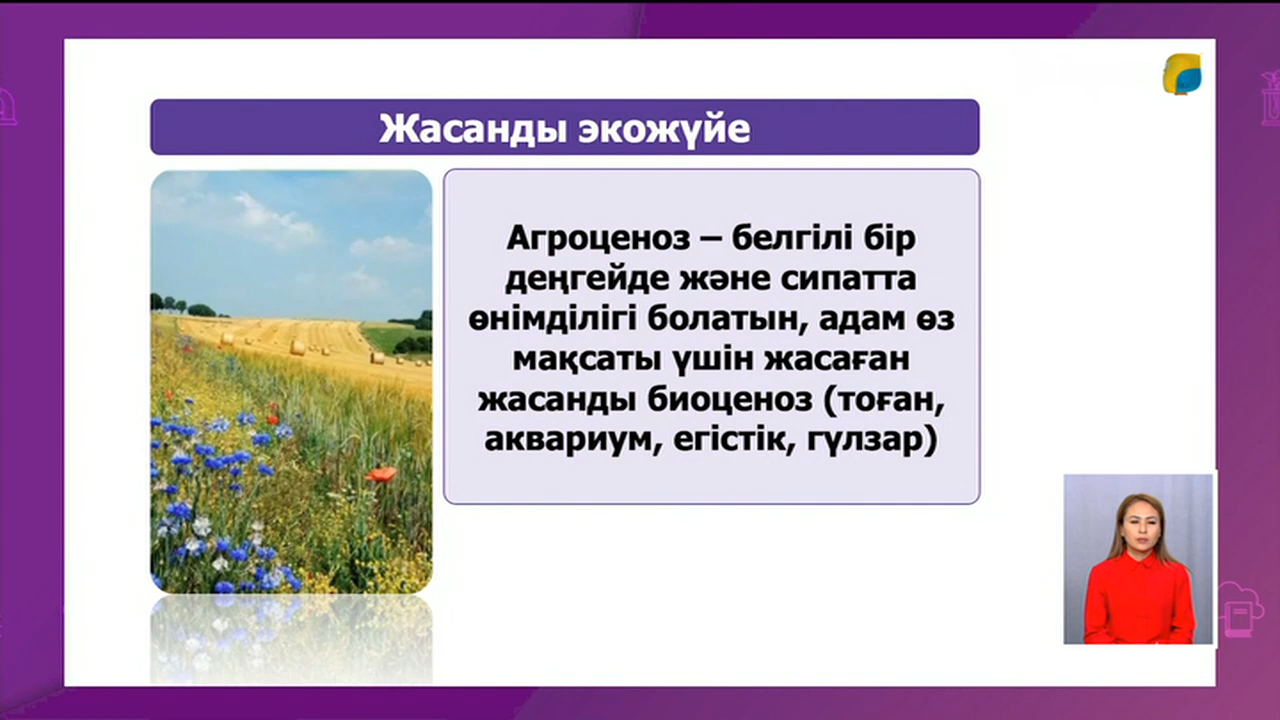 Жасанды экожүйе
Агроценоз – белгілі бір
деңгейде және сипатта
өнімділігі болатын, адам өз
мақсаты үшін жасаған
жасанды биоценоз (тоған,
аквариум, егістік, гүлзар)